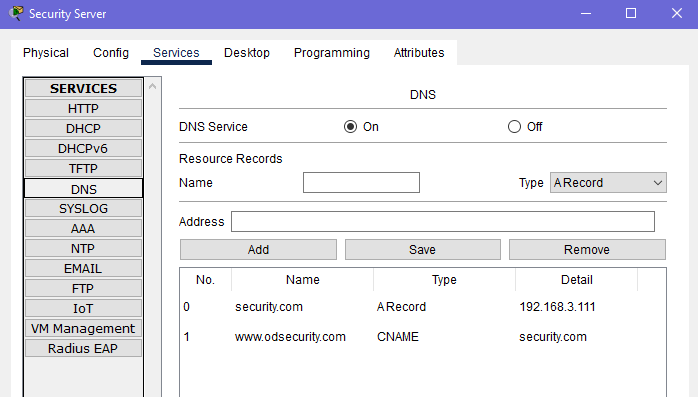 Security Server
Physical Config Services Desktop Programming Attributes
SERVICES
HTTP
DHCP
DHCPv6
TFTP
DNS
SYSLOG
AAA
NTP
EMAIL
FTP
IoT
VM Management
Radius EAP
DNS
DNS Service On Off
Resource Records
Name Type A Record
Address
Add Save Remove
No. Name Type Detail
0 security.com A Record 192.168.3.111
1 www.odsecurity.com CNAME security.com